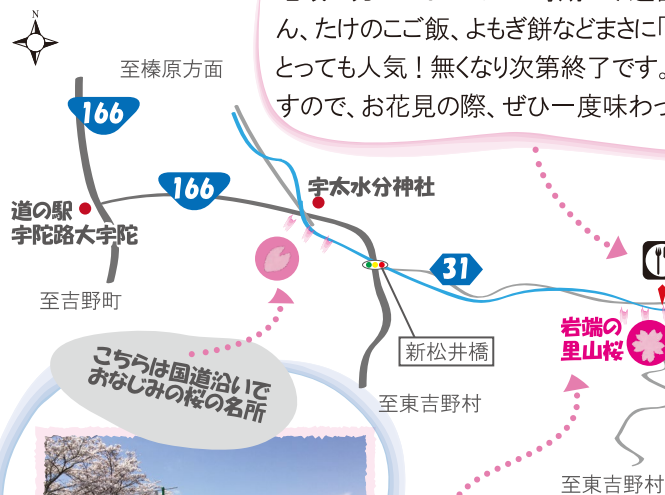 N
ん、たけのこご飯、よもぎ餅などまさに「
とっても人気！無くなり次第終了です。
すので、お花見の際、ぜひ一度味わっ
至榛原方面
166
166
宇太水分神社
道の駅
宇陀路大宇陀
31
至吉野町
岩端の
里山桜
新松井橋
こちらは国道沿いで
おなじみの桜の名所
至東吉野村
至東吉野村